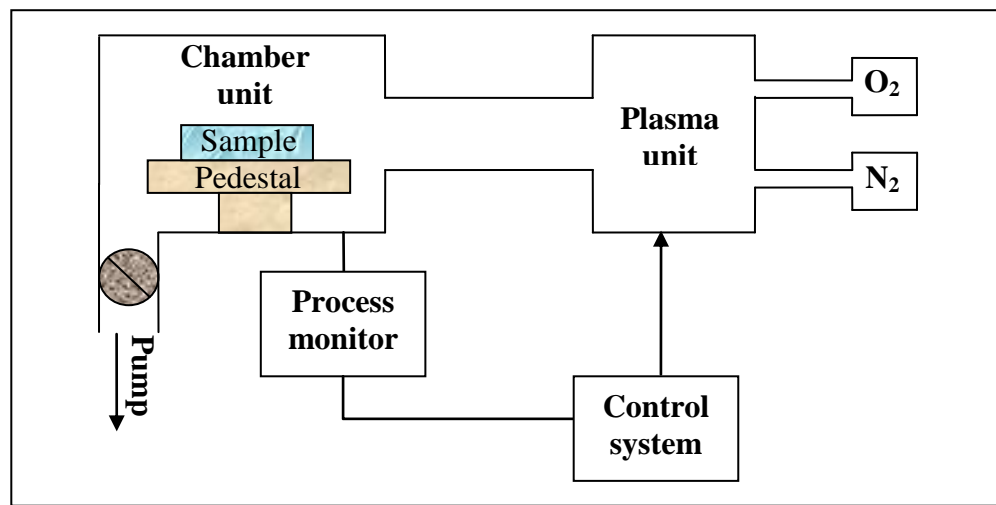 Chamber
unit
Sample
Pedestal
Plasma
unit
O₂
N₂
Process
monitor
Pump
Control
system